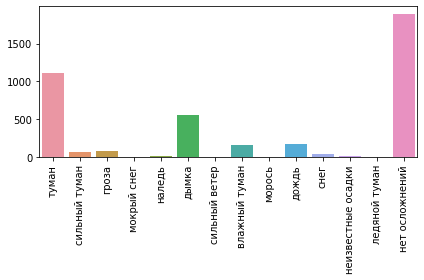 1500
1000
500
0
туман
сильный туман
гроза
мокрый снег
наледь
дымка
сильный ветер
влажный туман
морось
дождь
снег
неизвестные осадки
ледяной туман
нет осложнений